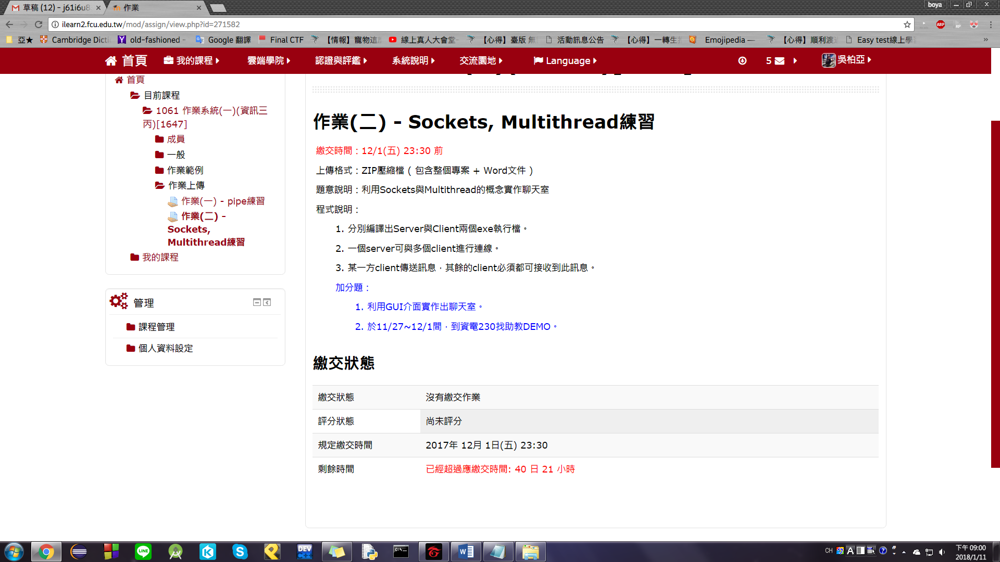 草稿 (12) - j61i6u8
作業
boya
ilearn2.fcu.edu.tw/mod/assign/view.php?id=271582
亞★
Cambridge Dicti
old-fashioned -
Google 翻譯
Final CTF
【情報】寵物這
線上真人大會堂-
【心得】臺版 無
活動訊息公告
【心得】一轉生
Emojipedia —
【心得】順利渡
Easy test線上學
»
ABP
RP
首頁
我的課程
雲端學院
認證與評鑑
系統說明
交流園地
Language
5
吳柏亞
首頁
目前課程
1061 作業系統(一)(資訊三
丙)[1647]
成員
一般
作業範例
作業上傳
作業(一) - pipe練習
作業(二) -
Sockets,
Multithread練習
我的課程
管理
課程管理
個人資料設定
作業(二) - Sockets, Multithread練習
繳交時間：12/1(五) 23:30 前
上傳格式：ZIP壓縮檔 ( 包含整個專案 + Word文件 )
題意說明：利用Sockets與Multithread的概念實作聊天室
程式說明：
1. 分別編譯出Server與Client兩個exe執行檔。
2. 一個server可與多個client進行連線。
3. 某一方client傳送訊息，其餘的client必須都可接收到此訊息。
加分題：
1. 利用GUI介面實作出聊天室。
2. 於11/27~12/1間，到資電230找助教DEMO。
繳交狀態
繳交狀態 沒有繳交作業
評分狀態 尚未評分
規定繳交時間 2017年 12月 1日(五) 23:30
剩餘時間 已經超過應繳交時間: 40 日 21 小時
LINE
DEV
C++
C:\
CH
下午 09:00
2018/1/11